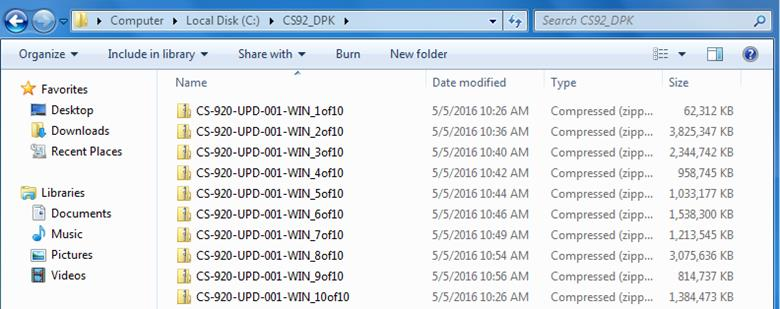 Computer ▸ Local Disk (C:) ▸ CS92_DPK ▸ Search CS92_DPK
Organize ▾ Include in library ▾ Share with ▾ Burn New folder
Name Date modified Type Size
Favorites
Desktop
Downloads
Recent Places
Libraries
Documents
Music
Pictures
Videos
CS-920-UPD-001-WIN_1of10 5/5/2016 10:26 AM Compressed (zipp... 62,312 KB
CS-920-UPD-001-WIN_2of10 5/5/2016 10:36 AM Compressed (zipp... 3,825,347 KB
CS-920-UPD-001-WIN_3of10 5/5/2016 10:40 AM Compressed (zipp... 2,344,742 KB
CS-920-UPD-001-WIN_4of10 5/5/2016 10:42 AM Compressed (zipp... 958,745 KB
CS-920-UPD-001-WIN_5of10 5/5/2016 10:44 AM Compressed (zipp... 1,033,177 KB
CS-920-UPD-001-WIN_6of10 5/5/2016 10:46 AM Compressed (zipp... 1,538,300 KB
CS-920-UPD-001-WIN_7of10 5/5/2016 10:49 AM Compressed (zipp... 1,213,545 KB
CS-920-UPD-001-WIN_8of10 5/5/2016 10:54 AM Compressed (zipp... 3,075,636 KB
CS-920-UPD-001-WIN_9of10 5/5/2016 10:56 AM Compressed (zipp... 814,737 KB
CS-920-UPD-001-WIN_10of10 5/5/2016 10:26 AM Compressed (zipp... 1,384,473 KB